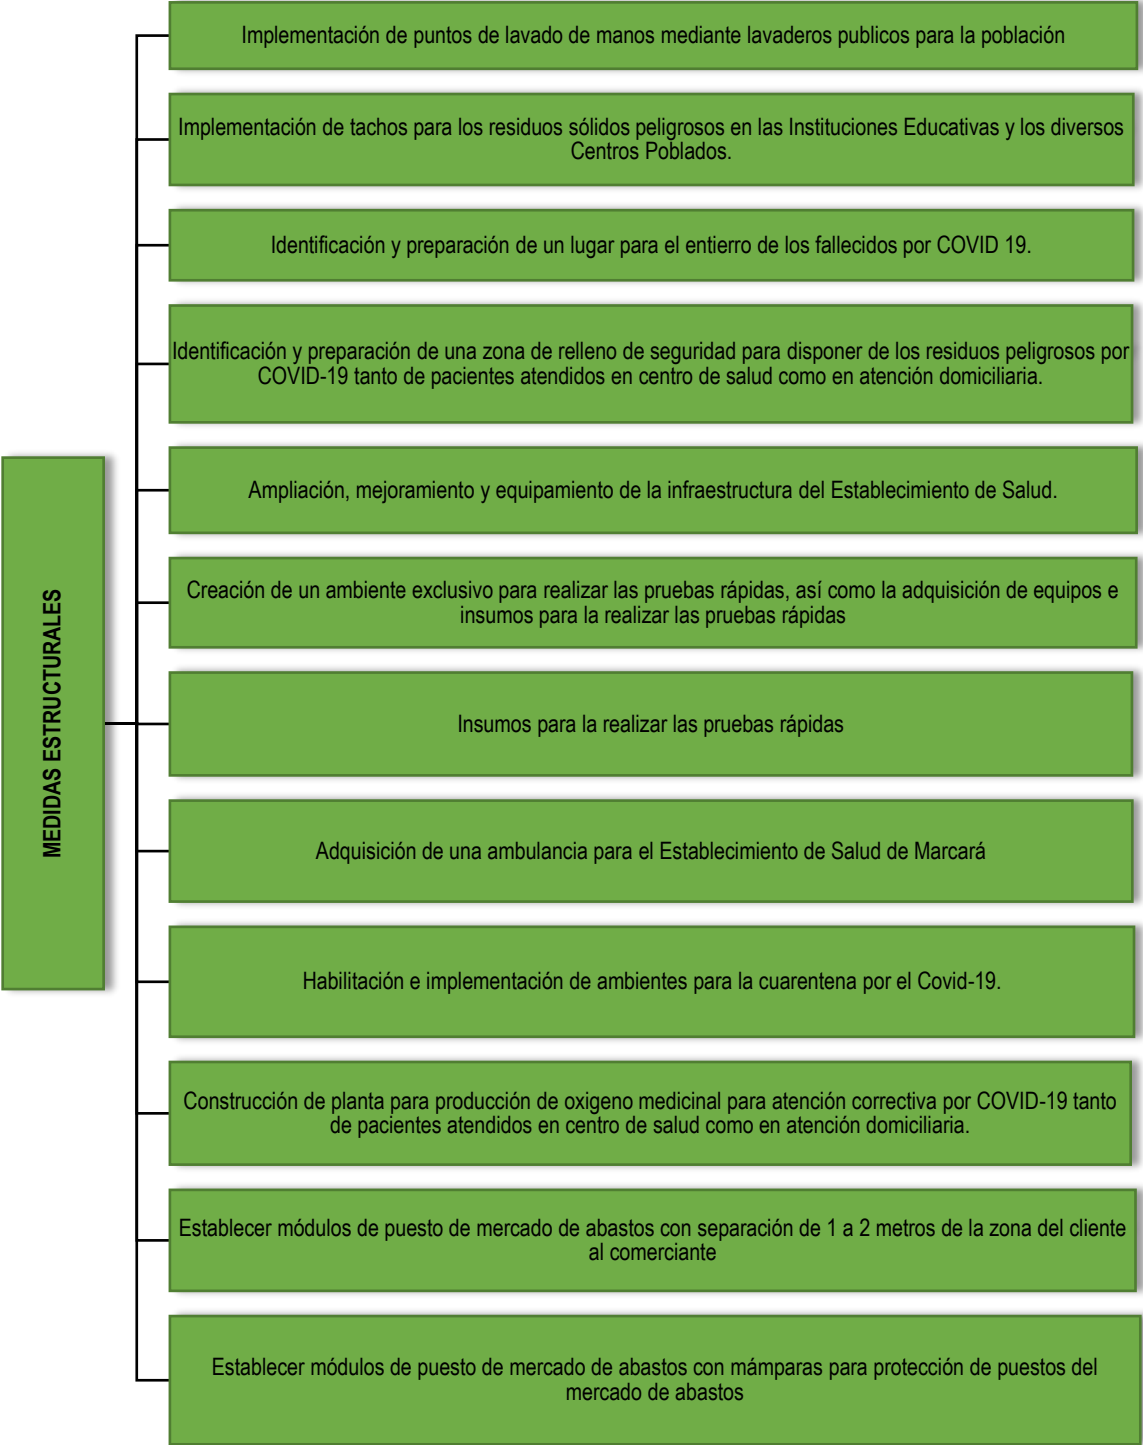 Implementación de puntos de lavado de manos mediante lavaderos publicos para la población
Implementación de tachos para los residuos sólidos peligrosos en las Instituciones Educativas y los diversos
Centros Poblados.
Identificación y preparación de un lugar para el entierro de los fallecidos por COVID 19.
Identificación y preparación de una zona de relleno de seguridad para disponer de los residuos peligrosos por
COVID-19 tanto de pacientes atendidos en centro de salud como en atención domiciliaria.
Ampliación, mejoramiento y equipamiento de la infraestructura del Establecimiento de Salud.
MEDIDAS ESTRUCTURALES
Creación de un ambiente exclusivo para realizar las pruebas rápidas, así como la adquisición de equipos e
insumos para la realizar las pruebas rápidas
Insumos para la realizar las pruebas rápidas
Adquisición de una ambulancia para el Establecimiento de Salud de Marcará
Habilitación e implementación de ambientes para la cuarentena por el Covid-19.
Construcción de planta para producción de oxigeno medicinal para atención correctiva por COVID-19 tanto
de pacientes atendidos en centro de salud como en atención domiciliaria.
Establecer módulos de puesto de mercado de abastos con separación de 1 a 2 metros de la zona del cliente
al comerciante
Establecer módulos de puesto de mercado de abastos con mámparas para protección de puestos del
mercado de abastos